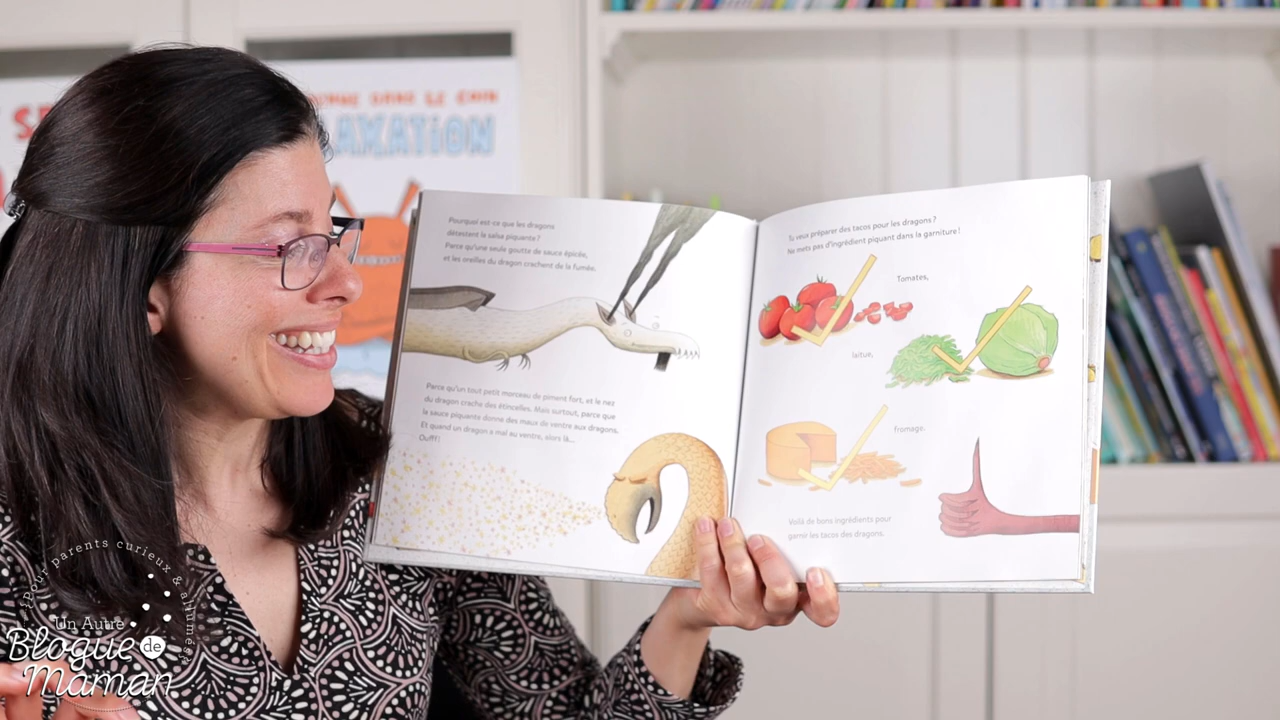 DANS LE COIN
Pourquoi est-ce que les dragons
détestent la salsa piquante ?
Parce qu'une seule goutte de sauce épicée,
et les oreilles du dragon crachent de la fumée.
Parce qu'un tout petit morceau de piment fort, et le nez
du dragon crache des étincelles. Mais surtout, parce que
la sauce piquante donne des maux de ventre aux dragons.
Et quand un dragon a mal au ventre, alors là...
Oufff!
Tu veux préparer des tacos pour les dragons ?
Ne mets pas d'ingrédient piquant dans la garniture !
Tomates,
laitue,
fromage.
Voilà de bons ingrédients pour
garnir les tacos des dragons.
Pour parents curieux & allumés
Un Autre
Blogue de
Maman